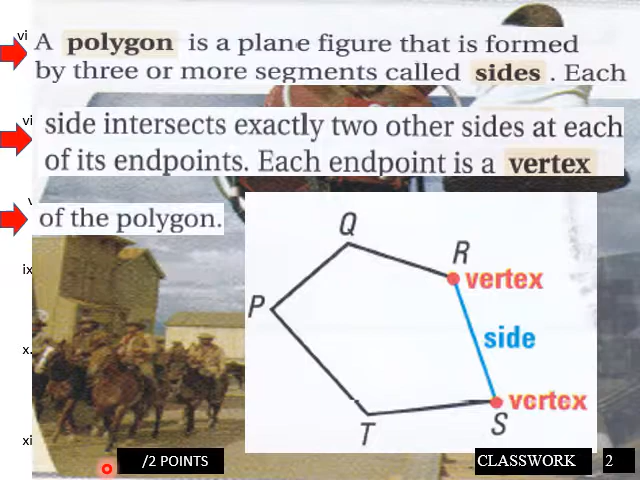 vi
A polygon is a plane figure that is formed
by three or more segments called sides . Each
vi
side intersects exactly two other sides at each
of its endpoints. Each endpoint is a vertex
of the polygon.
Q
R
vertex
P
side
vertex
S
T
ix
x.
xi
/2 POINTS
CLASSWORK 2